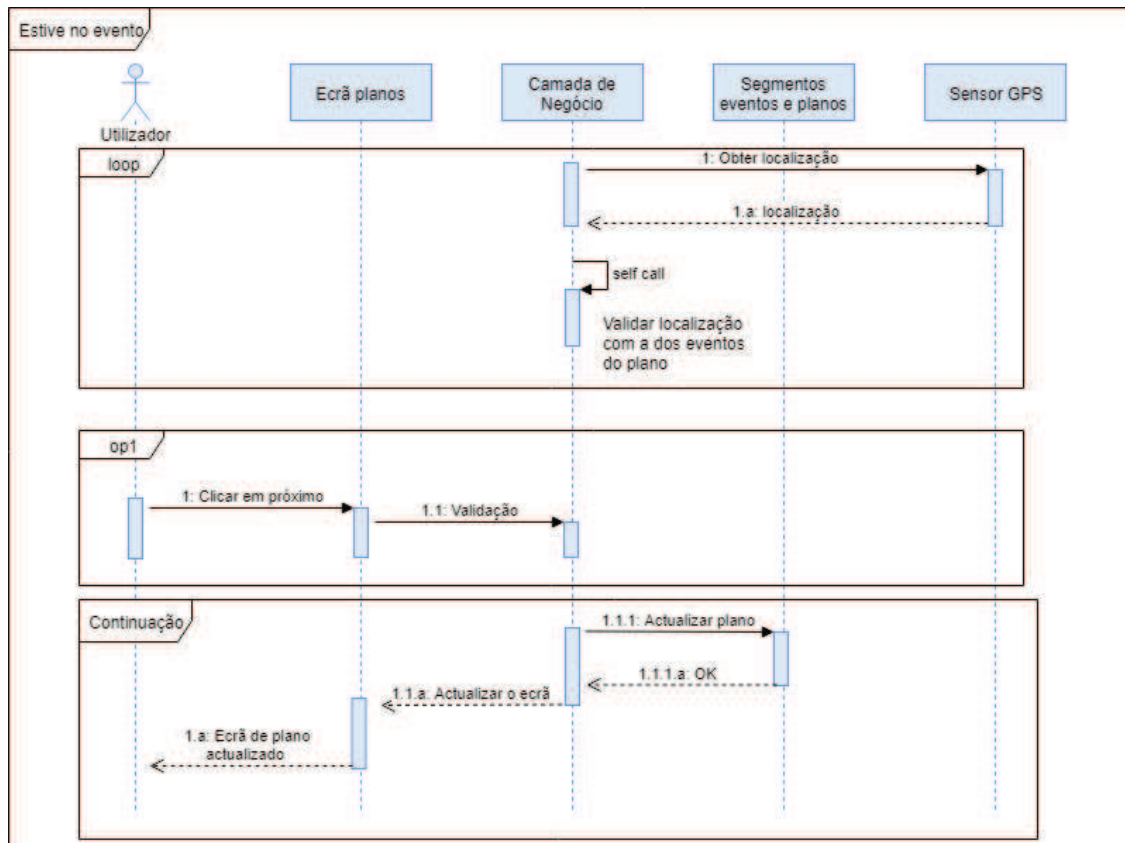 Estive no evento
Utilizador
Ecrã planos
Camada de
Negócio
Segmentos
eventos e planos
Sensor GPS
loop
1: Obter localização
1.a: localização
self call
Validar localização
com a dos eventos
do plano
op1
1: Clicar em próximo
1.1: Validação
Continuação
1.1.1: Actualizar plano
1.1.1.a: OK
1.1.a: Actualizar o ecrã
1.a: Ecrã de plano
actualizado